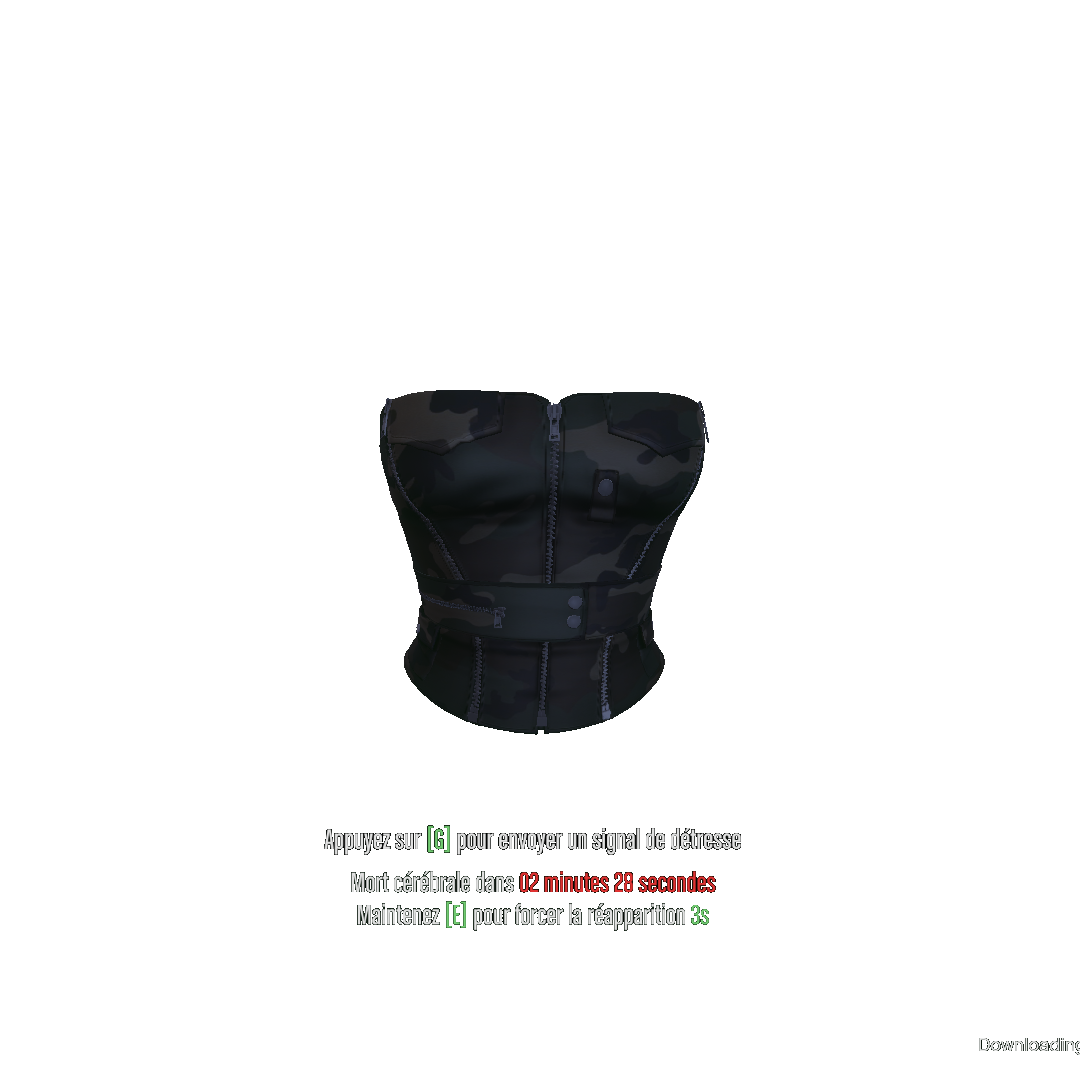 Appuyez sur [G] pour envoyer un signal de détresse
Mort cérébrale dans 02 minutes 28 secondes
Maintenez [E] pour forcer la réapparition 3s
Downloading